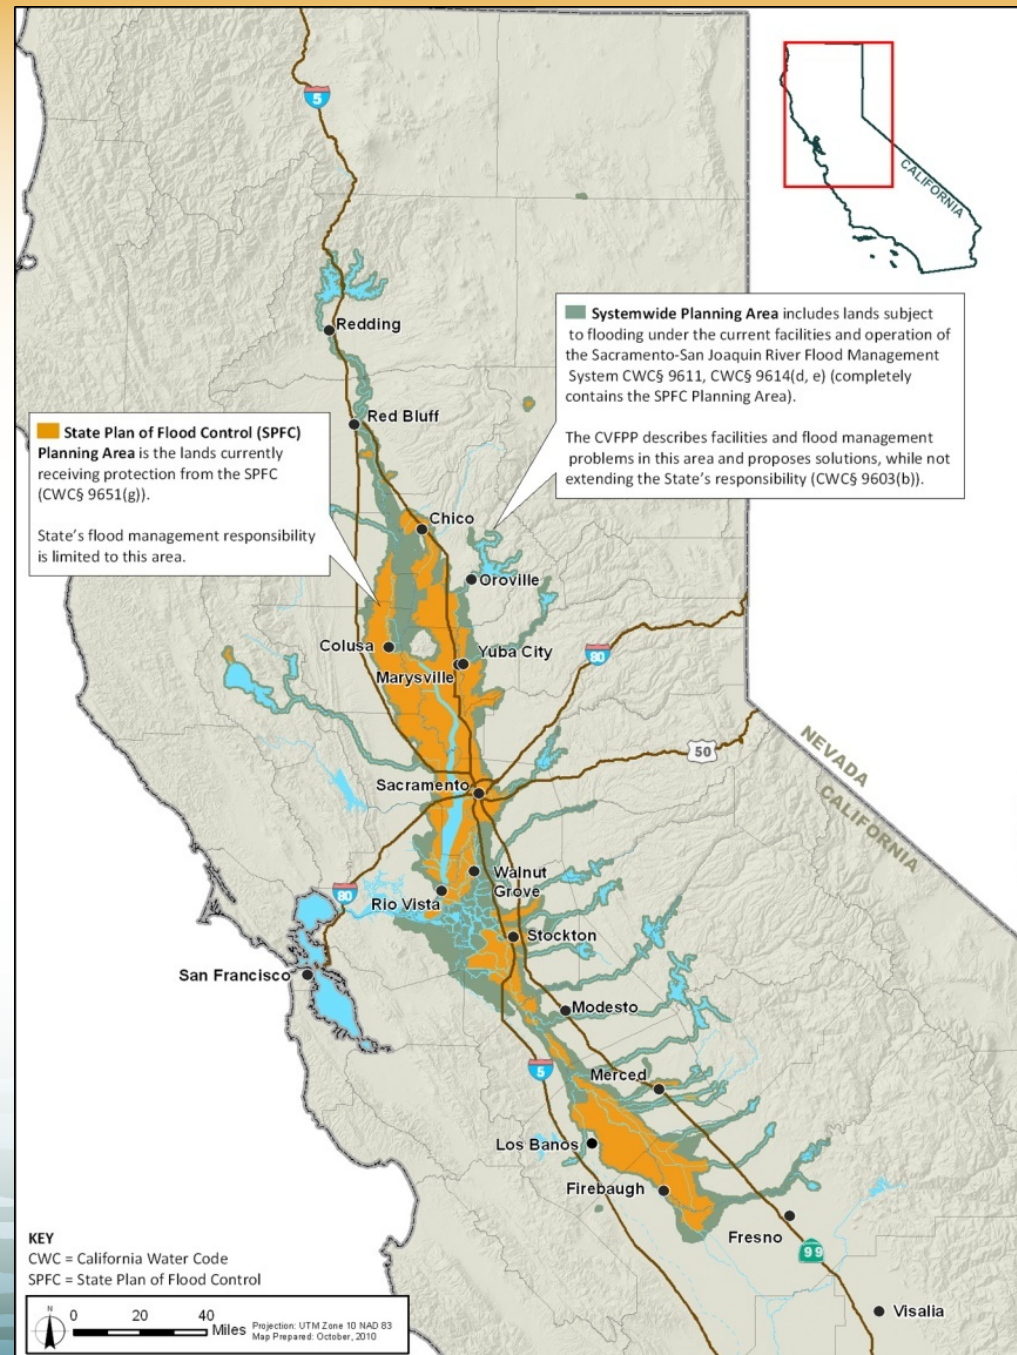 5
CALIFORNIA
Redding
Systemwide Planning Area includes lands subject
to flooding under the current facilities and operation of
the Sacramento-San Joaquin River Flood Management
System CWC§ 9611, CWC§ 9614(d, e) (completely
contains the SPFC Planning Area).
The CVFPP describes facilities and flood management
problems in this area and proposes solutions, while not
extending the State's responsibility (CWC§ 9603(b)).
Red Bluff
State Plan of Flood Control (SPFC)
Planning Area is the lands currently
receiving protection from the SPFC
(CWC§ 9651(g)).
State's flood management responsibility
is limited to this area.
Chico
Oroville
Colusa
Yuba City
Marysville
80
50
NEVADA
CALIFORNIA
Sacramento
Walnut
Grove
80
Rio Vista
Stockton
San Francisco
Modesto
5
Merced
Los Banos
Firebaugh
Fresno
99
Visalia
KEY
CWC = California Water Code
SPFC = State Plan of Flood Control
N
0 20 40
Miles
Projection: UTM Zone 10 NAD 83
Map Prepared: October, 2010